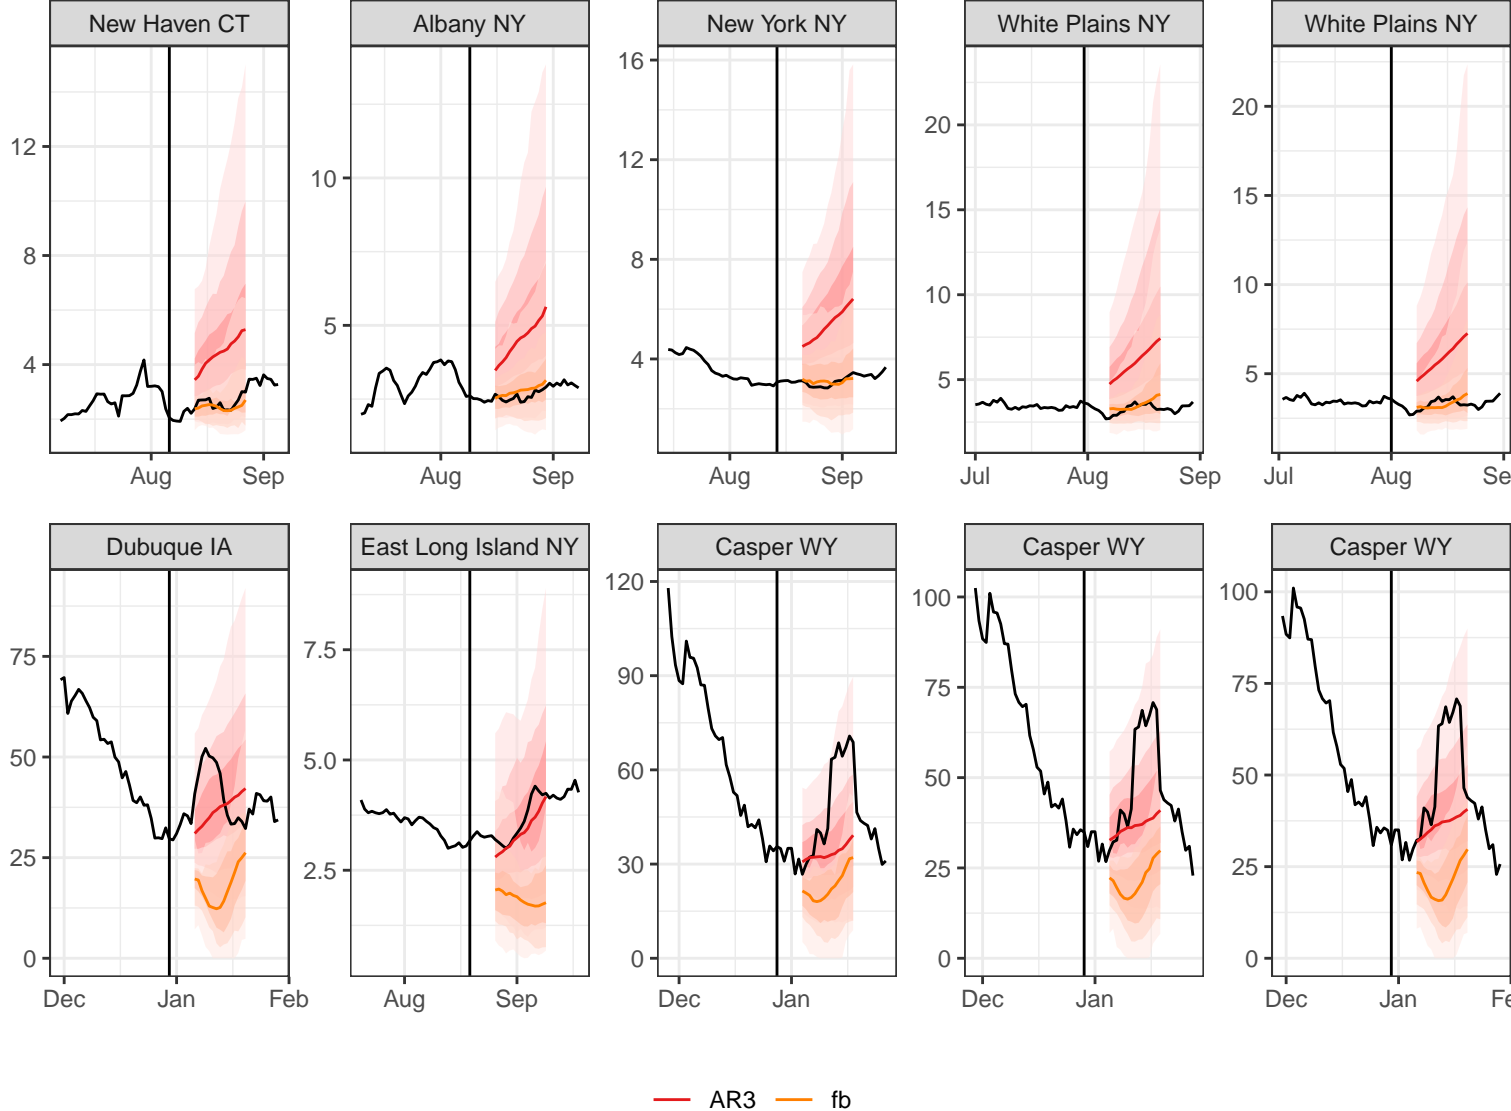 New Haven CT
Albany NY
New York NY
White Plains NY
White Plains NY
12
8
4
Aug
Sep
10
5
Aug
Sep
16
12
8
4
Aug
Sep
20
15
10
5
Jul
Aug
Sep
20
15
10
5
Jul
Aug
Se
Dubuque IA
East Long Island NY
Casper WY
Casper WY
Casper WY
75
50
25
0
Dec
Jan
Feb
7.5
5.0
2.5
Aug
Sep
120
90
60
30
0
Dec
Jan
100
75
50
25
0
Dec
Jan
100
75
50
25
0
Dec
Jan
Fe
AR3 fb